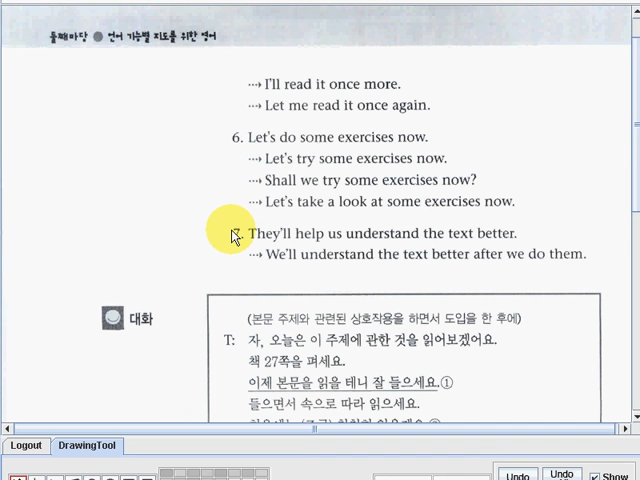 둘째마당 ● 언어 기능별 지도를 위한 영어
⋯→ I'll read it once more.
⋯→ Let me read it once again.
6. Let's do some exercises now.
⋯→ Let's try some exercises now.
⋯→ Shall we try some exercises now?
⋯→ Let's take a look at some exercises now.
7. They'll help us understand the text better.
⋯→ We'll understand the text better after we do them.
대화
(본문 주제와 관련된 상호작용을 하면서 도입을 한 후에)
T: 자, 오늘은 이 주제에 관한 것을 읽어보겠어요.
책 27쪽을 펴세요.
이제 본문을 읽을 테니 잘 들으세요.①
들으면서 속으로 따라 읽으세요.
Logout DrawingTool
Undo Undo Show